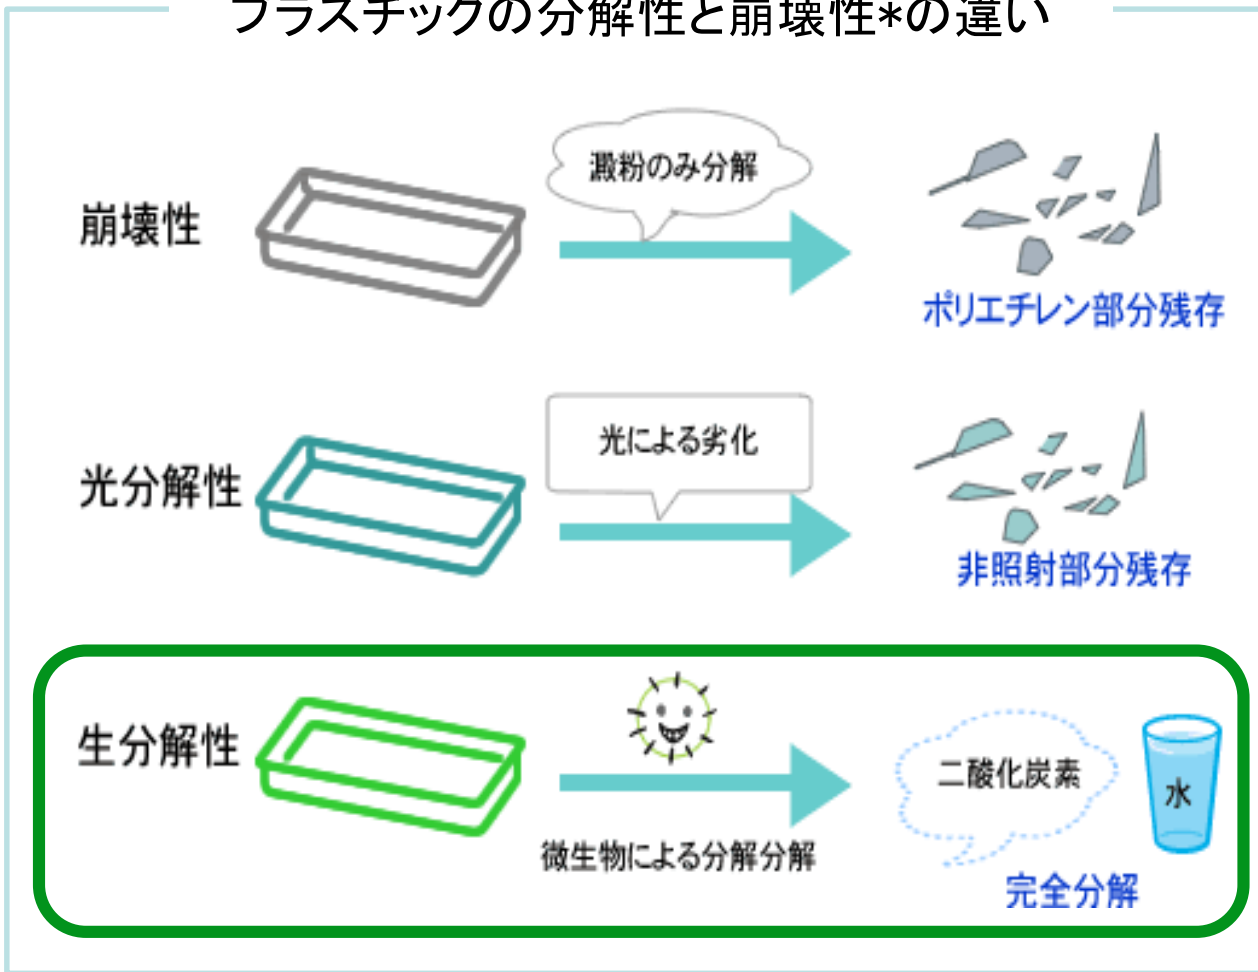 プラスチックの分解性と崩壊性*の違い
崩壊性
澱粉のみ分解
ポリエチレン部分残存
光分解性
光による劣化
非照射部分残存
生分解性
微生物による分解分解
二酸化炭素
水
完全分解